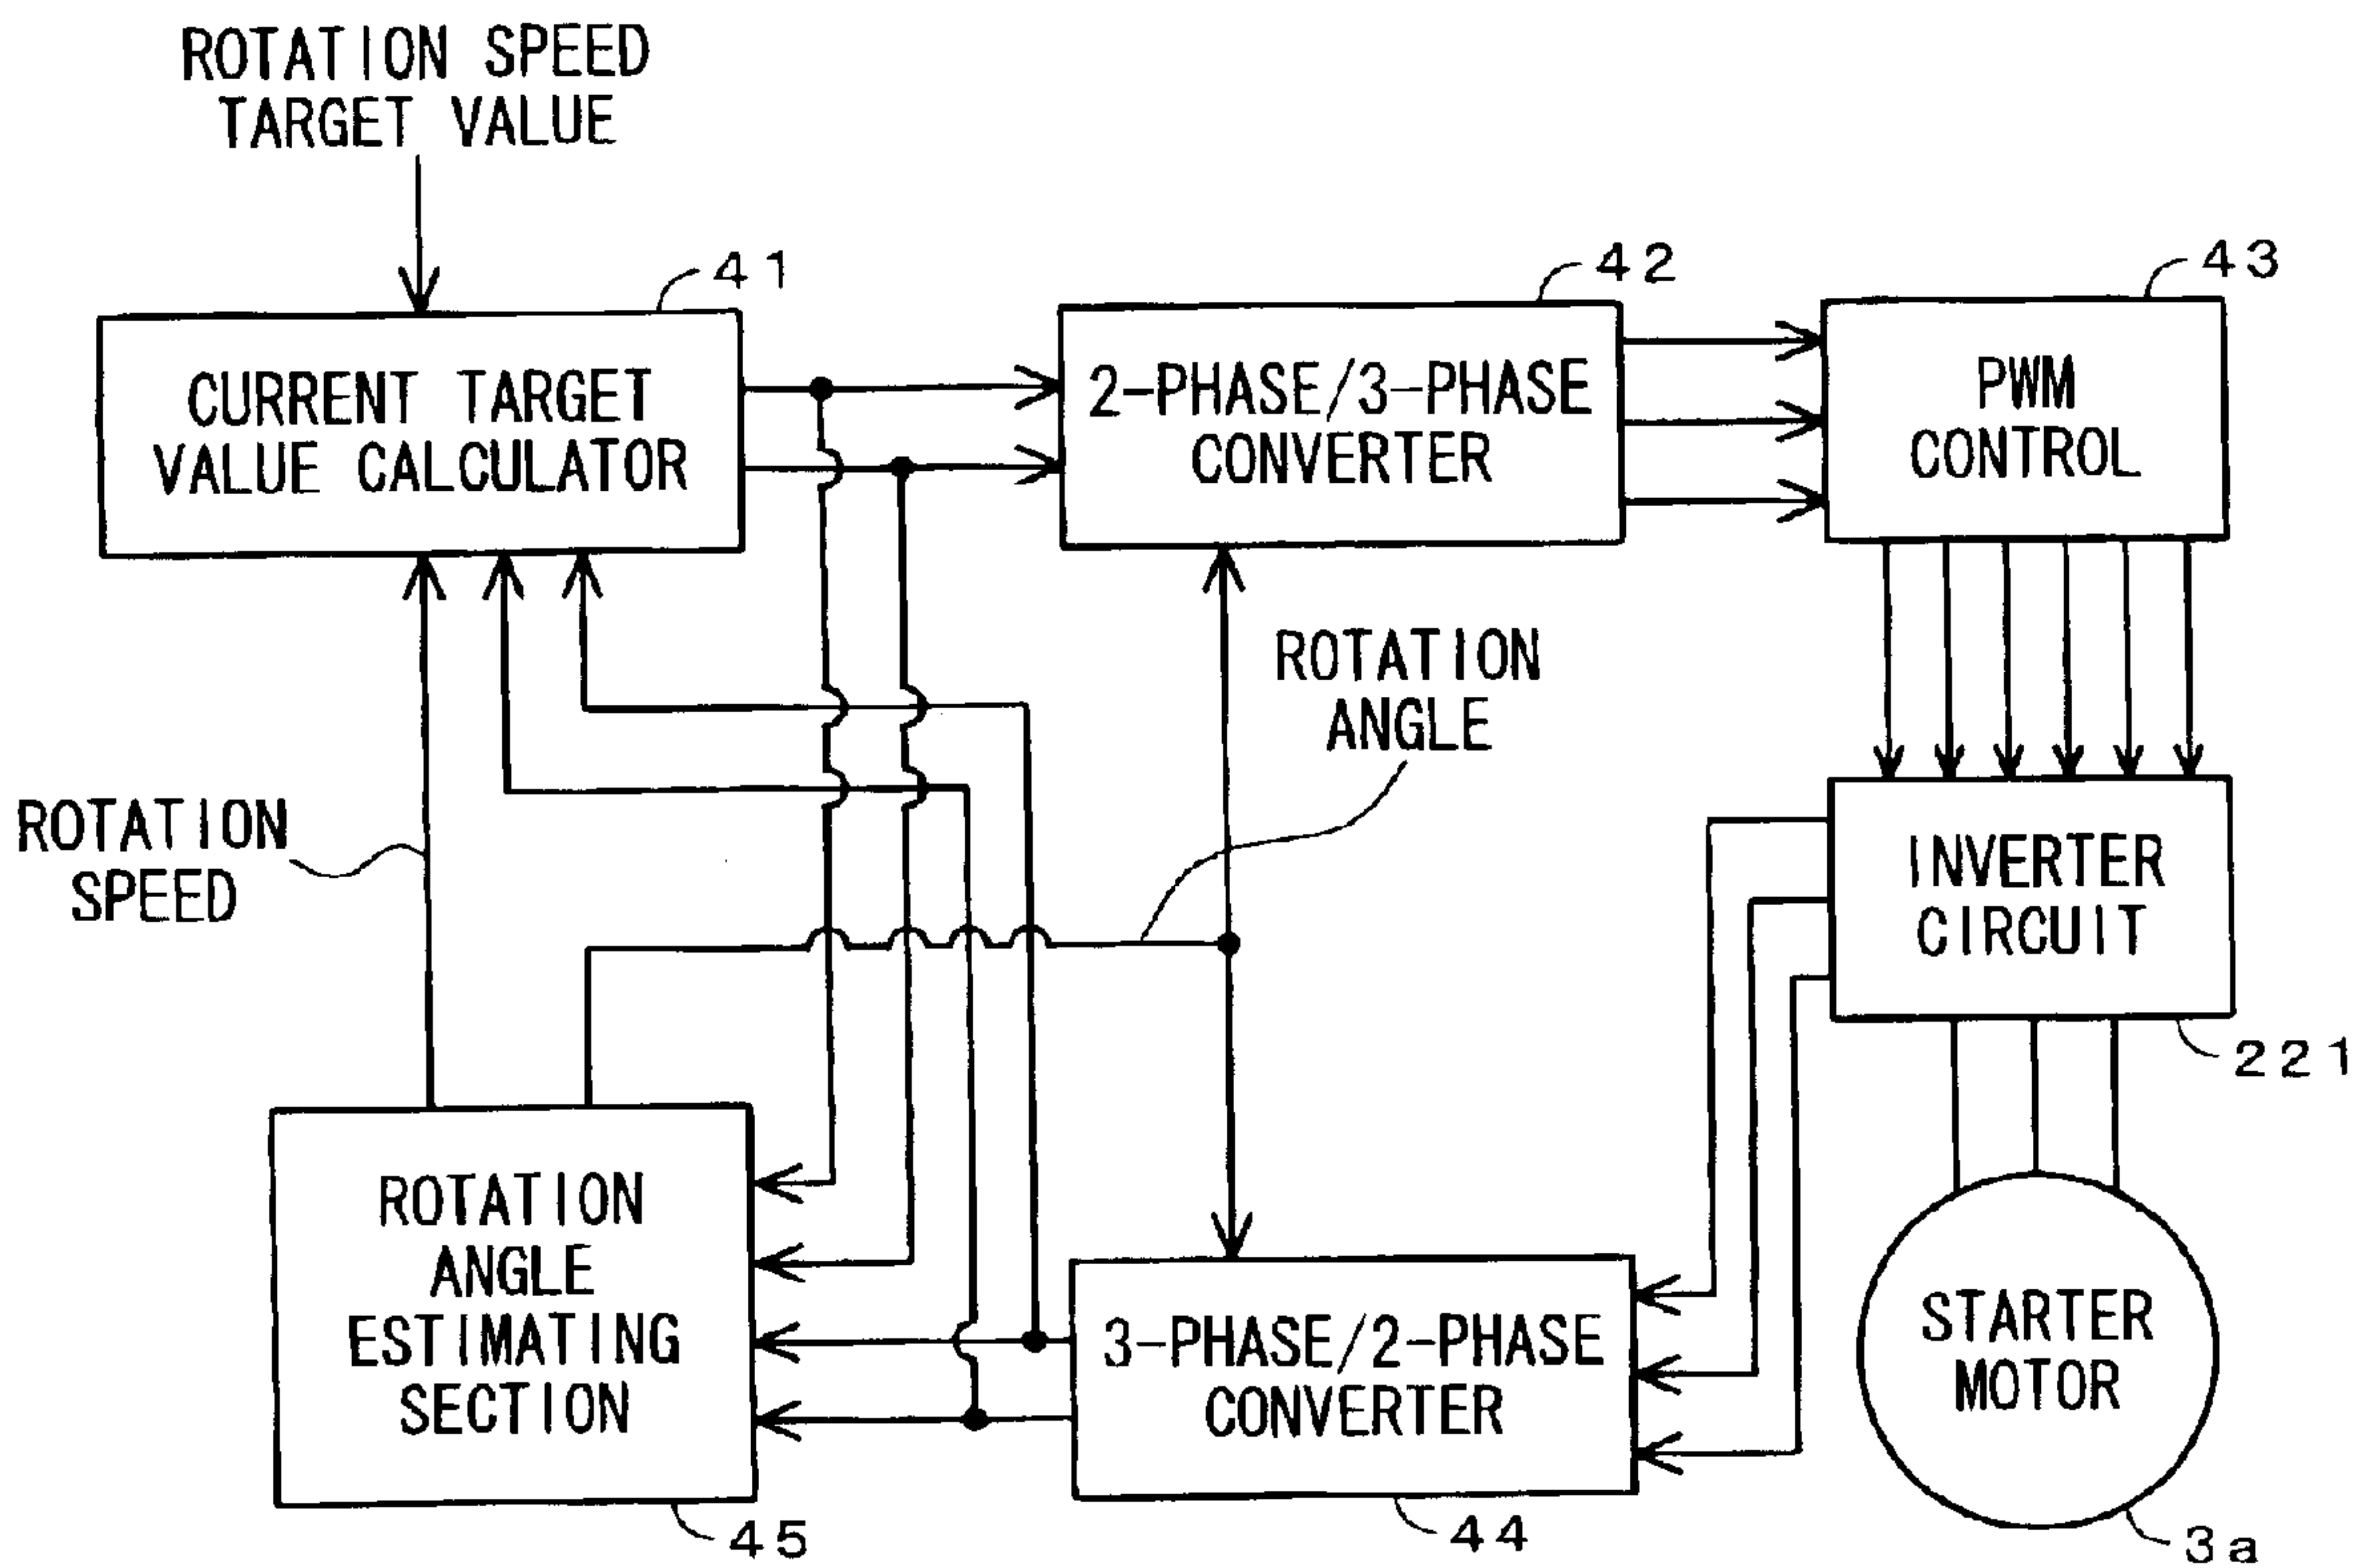 ROTATION SPEED
TARGET VALUE
41
42
43
CURRENT TARGET
VALUE CALCULATOR
2-PHASE/3-PHASE
CONVERTER
PWM
CONTROL
ROTATION
ANGLE
ROTATION
SPEED
INVERTER
CIRCUIT
221
ROTATION
ANGLE
ESTIMATING
SECTION
3-PHASE/2-PHASE
CONVERTER
STARTER
MOTOR
45
44
3a